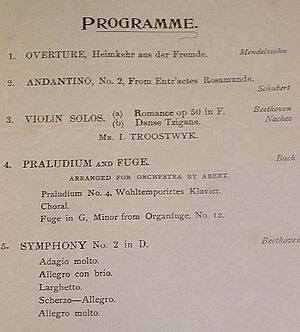 PROGRAMME.
1. OVERTURE, Heimkehr aus der Fremde. Mendelssohn
2. ANDANTINO, No. 2, From Entr'actes Rosamunde.
Schubert
3. VIOLIN SOLOS. (a) Romance op 50 in F. Beethoven
(b) Danse Tzigane. Nachez
MR. I. TROOSTWYK.
4. PRALUDIUM AND FUGE. Bach
ARRANGED FOR ORCHESTRA BY ABERT.
Praludium No. 4, Wohltemporirtes Klavier.
Choral.
Fuge in G, Minor from Organfuge, No. 12.
5- SYMPHONY No. 2 in D. Beethoven
Adagio molto.
Allegro con brio.
Larghetto.
Scherzo—Allegro.
Allegro molto.